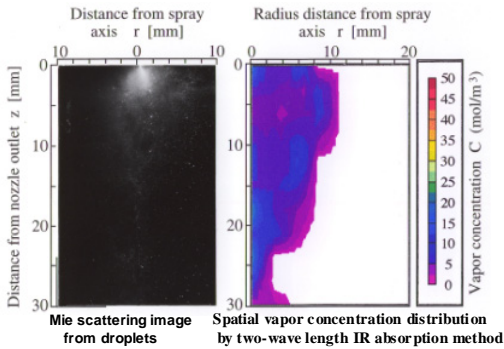 Distance from spray
axis r [mm]
10 0 10
Distance from nozzle outlet z [mm]
0
10
20
30
Mie scattering image
from droplets
Radius distance from spray
axis r [mm]
0 10 20
0
10
20
30
Spatial vapor concentration distribution
by two-wave length IR absorption method
50
45
40
35
30
25
20
15
10
5
0
Vapor concentration C (mol/m³)